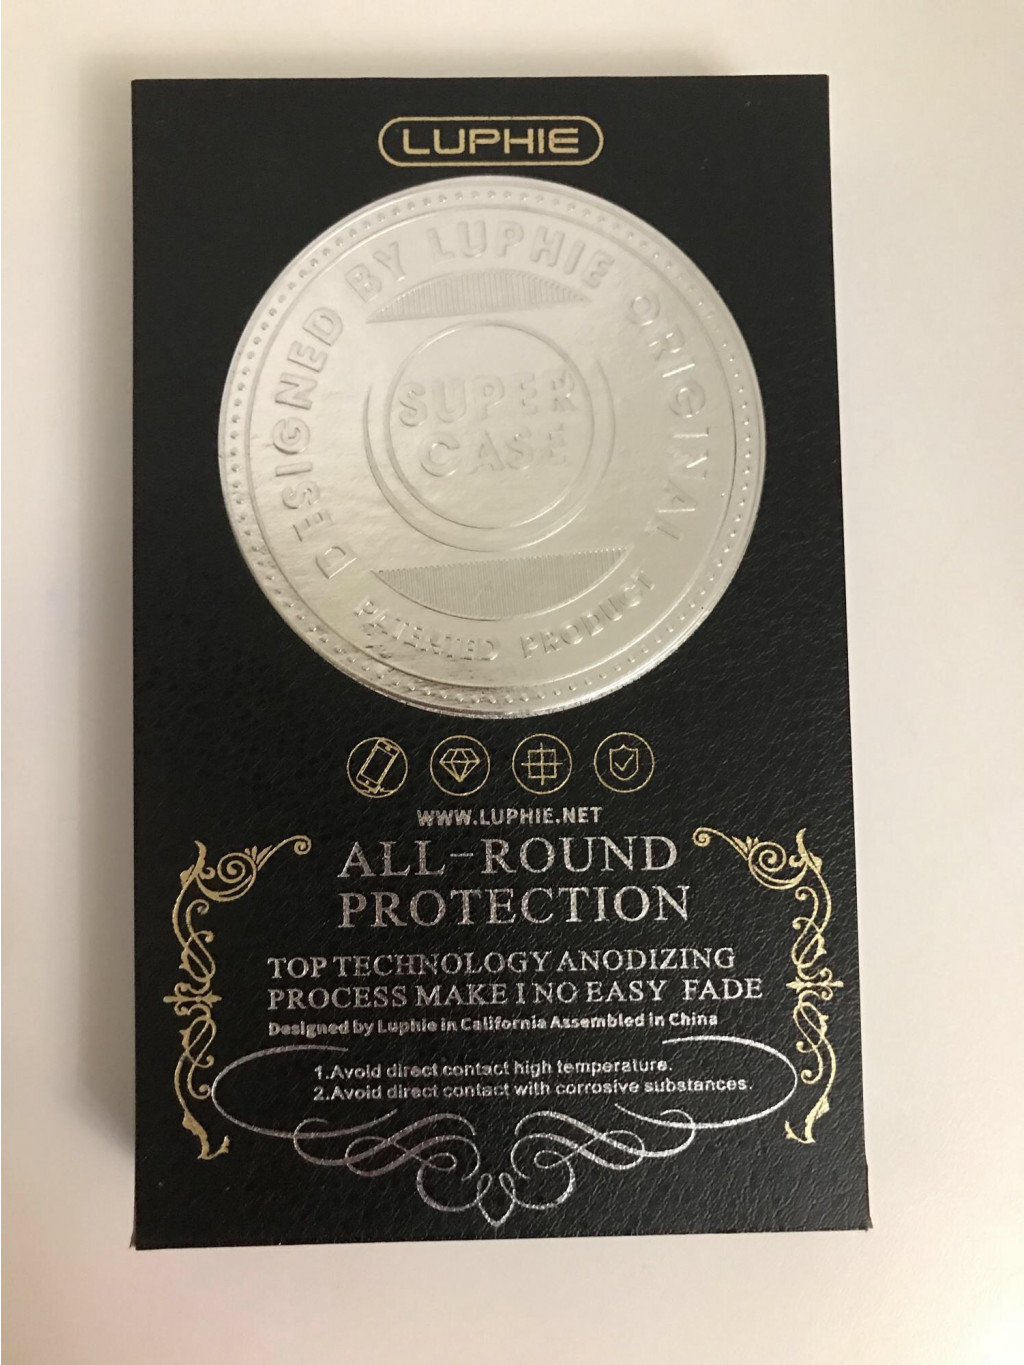 LUPHIE
DESIGNED BY LUPHIE ORIGINAL
SUPER
CASE
PATENTED PRODUCT
WWW.LUPHIE.NET
ALL-ROUND
PROTECTION
TOP TECHNOLOGY ANODIZING
PROCESS MAKE I NO EASY FADE
Designed by Luphie in California Assembled in China
1.Avoid direct contact high temperature.
2.Avoid direct contact with corrosive substances.